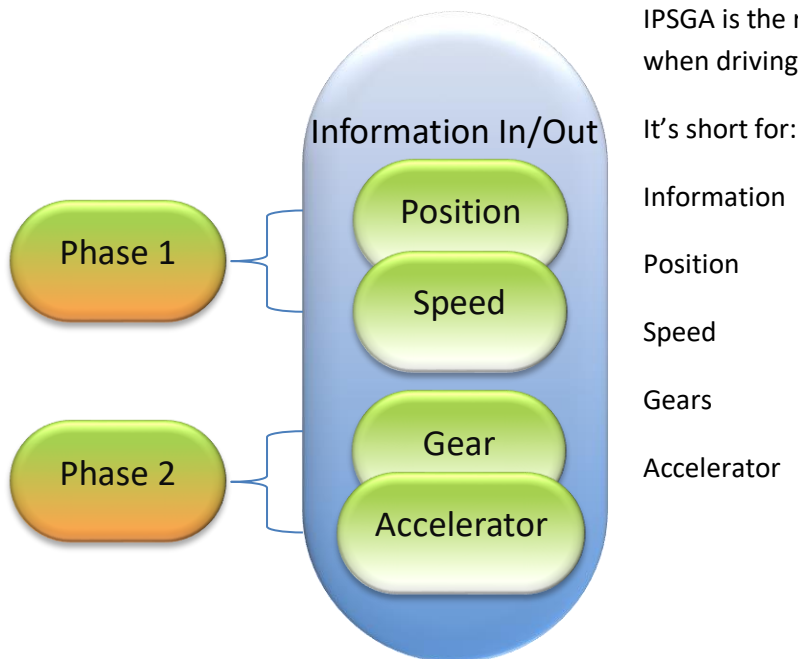 Information In/Out
Position
Speed
Gear
Accelerator
Phase 1
Phase 2
IPSGA is the
when driving
It’s short for:
Information
Position
Speed
Gears
Accelerator